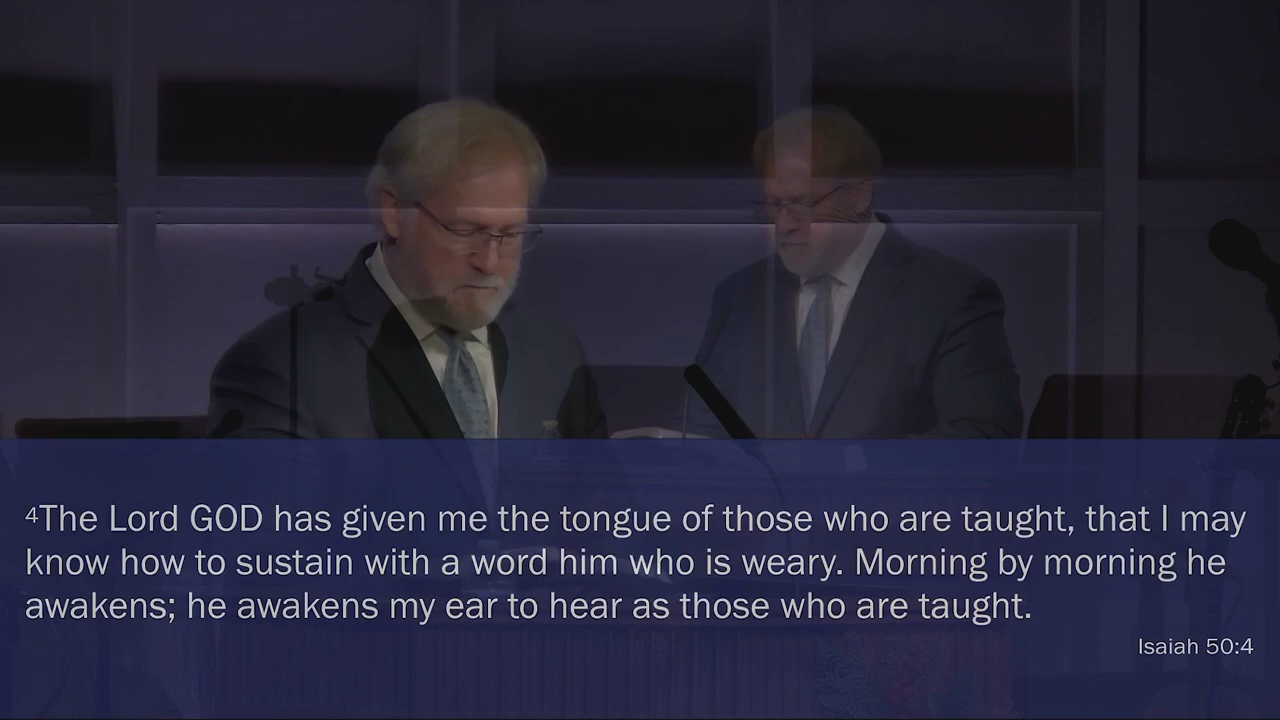 ⁴The Lord GOD has given me the tongue of those who are taught, that I may
know how to sustain with a word him who is weary. Morning by morning he
awakens; he awakens my ear to hear as those who are taught.
Isaiah 50:4